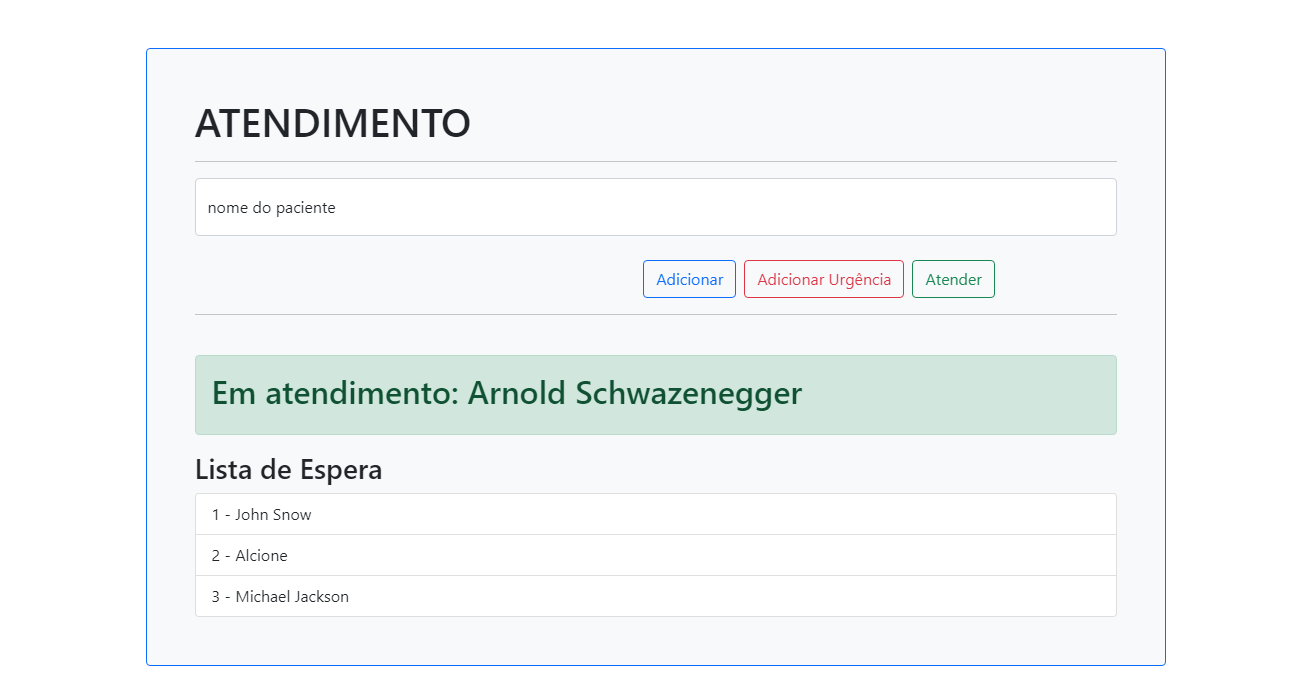 ATENDIMENTO
nome do paciente
Adicionar Adicionar Urgência Atender
Em atendimento: Arnold Schwazenegger
Lista de Espera
1 - John Snow
2 - Alcione
3 - Michael Jackson